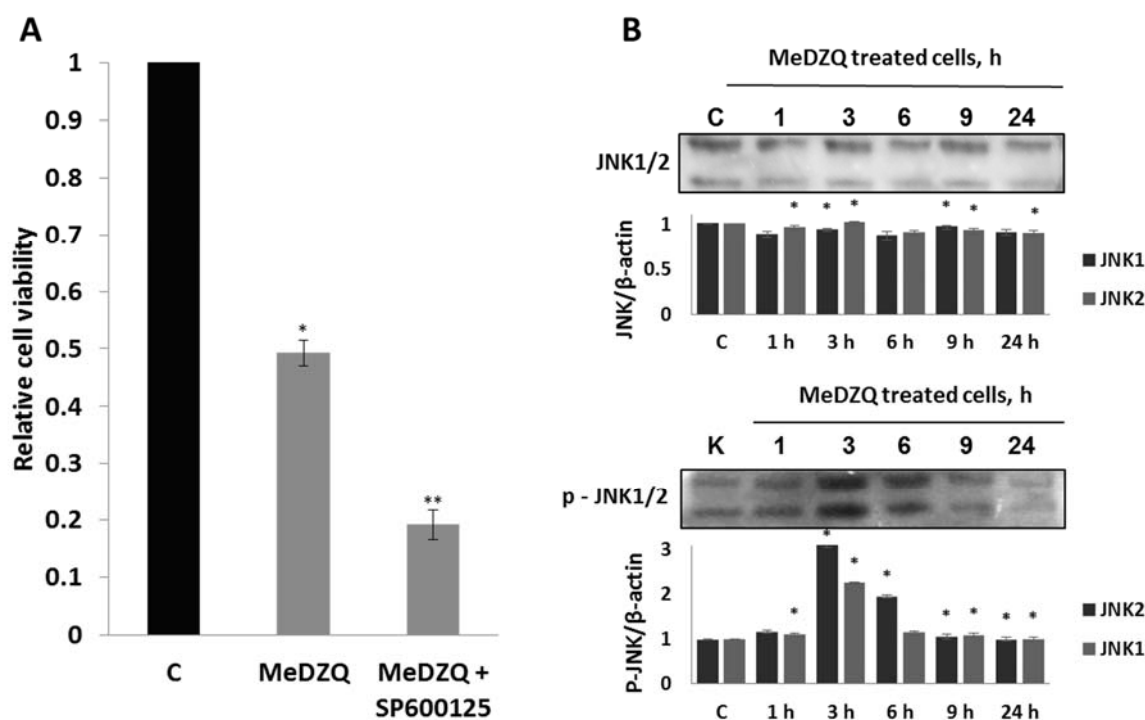 A
Relative cell viability
1
0.9
0.8
0.7
0.6
0.5
0.4
0.3
0.2
0.1
0
*
**
C
MeDZQ
MeDZQ +
SP600125
B
MeDZQ treated cells, h
C 1 3 6 9 24
JNK1/2
* * * * * *
JNK/β-actin
1
0.5
0
C 1 h 3 h 6 h 9 h 24 h
JNK1
JNK2
MeDZQ treated cells, h
K 1 3 6 9 24
p - JNK1/2
* * * * * * * *
P-JNK/β-actin
3
2
1
0
C 1 h 3 h 6 h 9 h 24 h
JNK2
JNK1